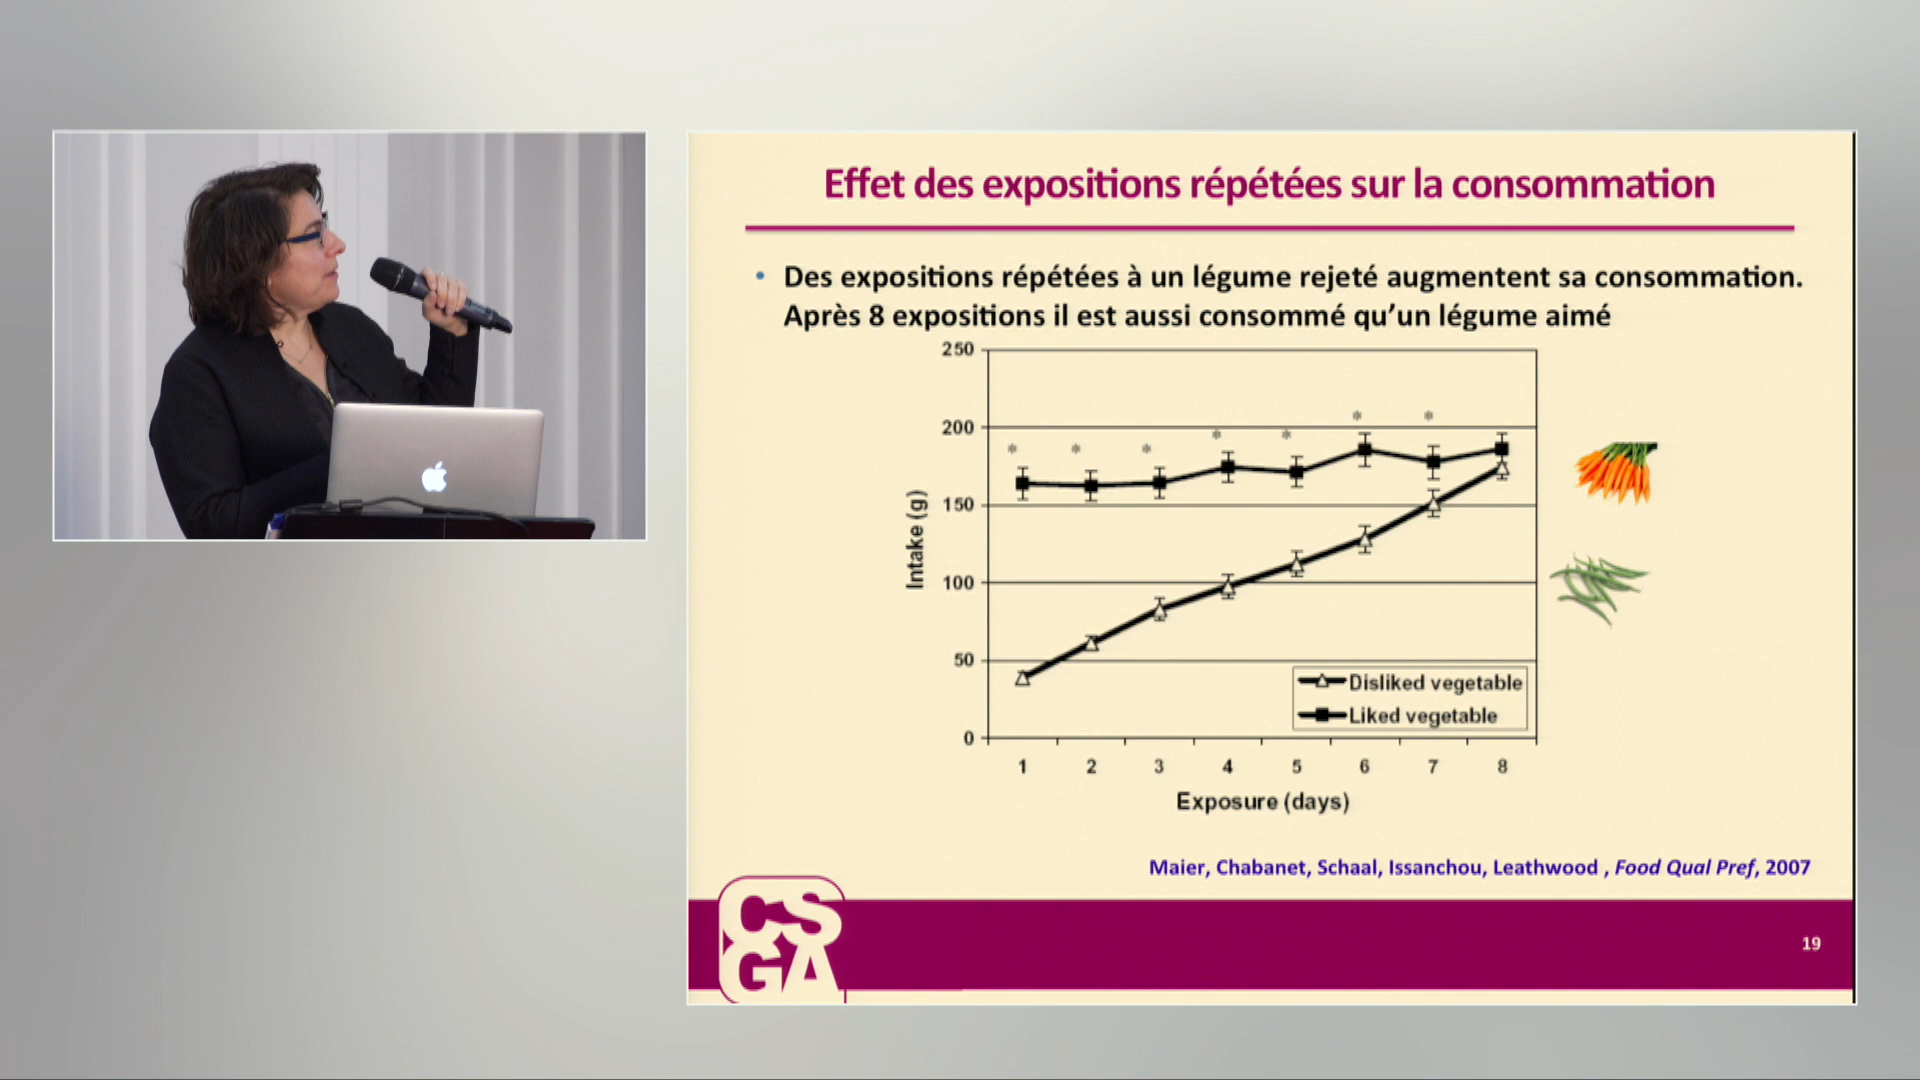 Effet des expositions répétées sur la consommation
• Des expositions répétées à un légume rejeté augmentent sa consommation.
Après 8 expositions il est aussi consommé qu'un légume aimé
250
200
150
100
50
0
Intake (g)
* * * * * * *
Disliked vegetable
Liked vegetable
1 2 3 4 5 6 7 8
Exposure (days)
Maier, Chabanet, Schaal, Issanchou, Leathwood , Food Qual Pref, 2007
CS
GA
19